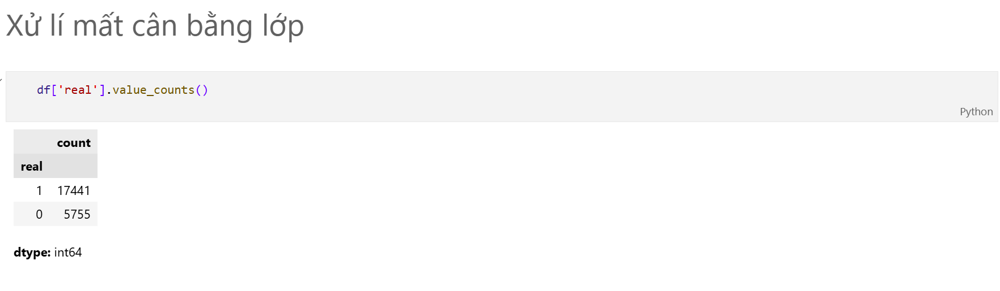 Xử lí mất cân bằng lớp
df['real'].value_counts()
Python
count
real
1 17441
0 5755
dtype: int64